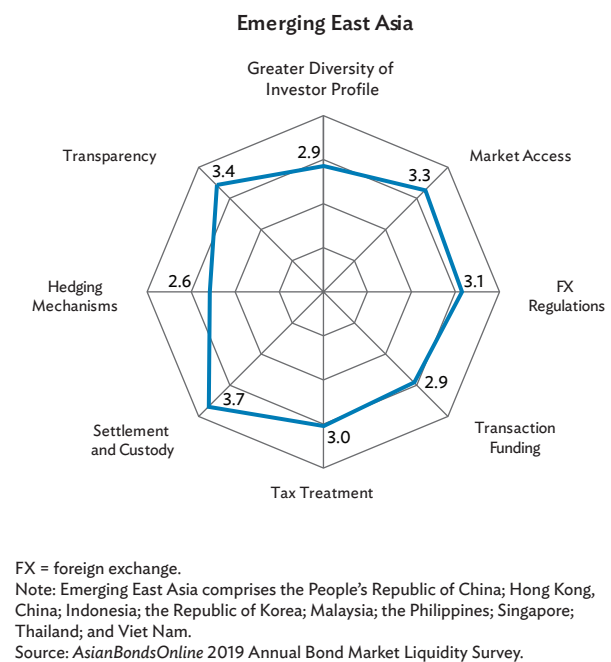 Emerging East Asia
Greater Diversity of
Investor Profile
2.9
Transparency
3.4
Market Access
3.3
Hedging
Mechanisms
2.6
FX
Regulations
3.1
Settlement
and Custody
3.7
Transaction
Funding
2.9
3.0
Tax Treatment
FX = foreign exchange.
Note: Emerging East Asia comprises the People’s Republic of China; Hong Kong,
China; Indonesia; the Republic of Korea; Malaysia; the Philippines; Singapore;
Thailand; and Viet Nam.
Source: AsianBondsOnline 2019 Annual Bond Market Liquidity Survey.